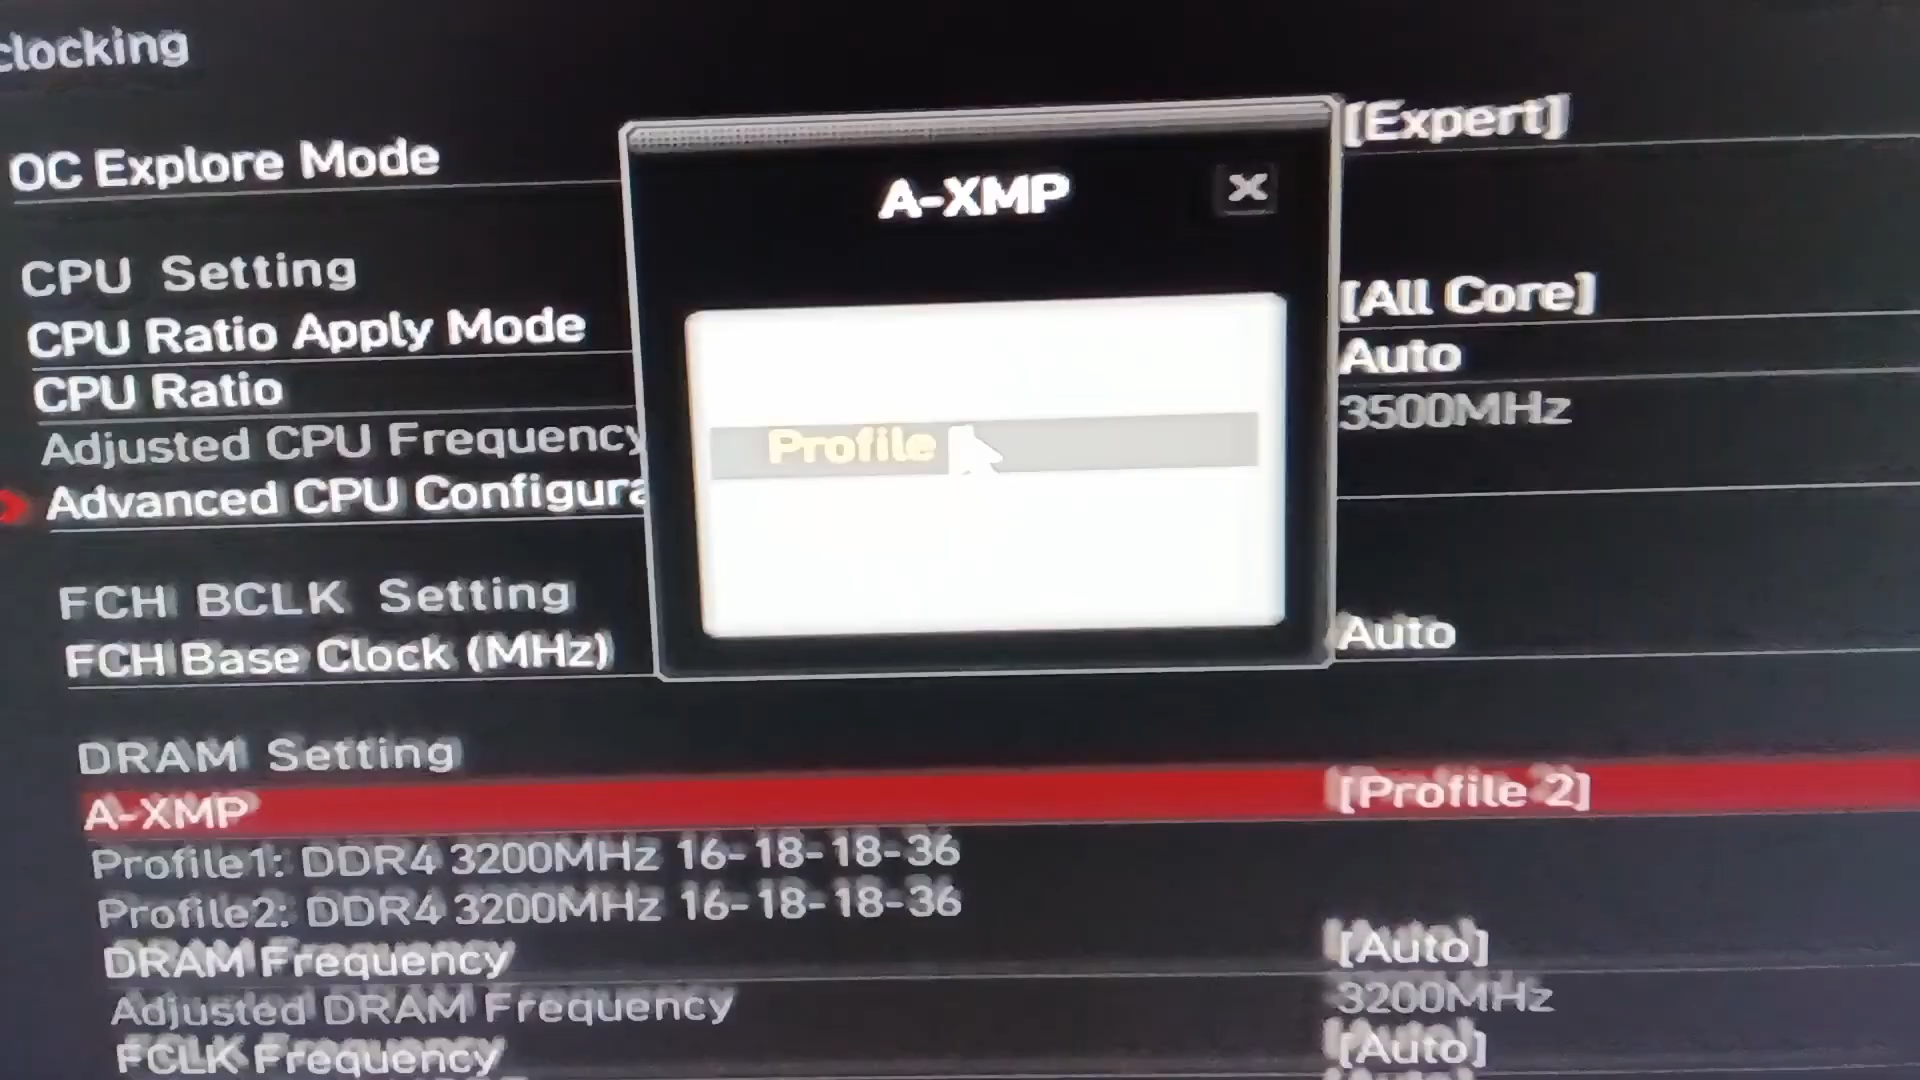 clocking
OC Explore Mode [Expert]
CPU Setting
CPU Ratio Apply Mode [All Core]
CPU Ratio Auto
Adjusted CPU Frequency 3500MHz
Advanced CPU Configura
FCH BCLK Setting
FCH Base Clock (MHz) Auto
DRAM Setting
A-XMP [Profile 2]
Profile1: DDR4 3200MHz 16-18-18-36
Profile2: DDR4 3200MHz 16-18-18-36
DRAM Frequency [Auto]
Adjusted DRAM Frequency 3200MHz
FCLK Frequency [Auto]
A-XMP
Profile